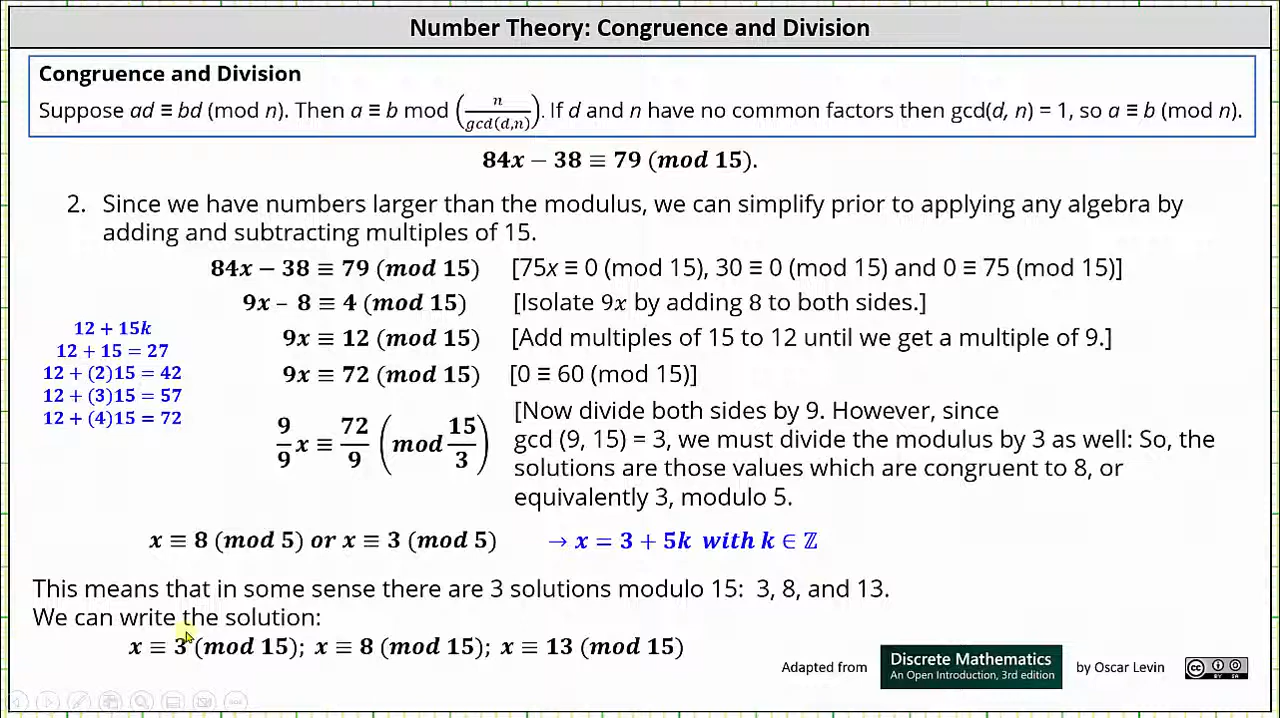 Number Theory: Congruence and Division
Congruence and Division
Suppose ad ≡ bd (mod n). Then a ≡ b mod (n/gcd(d,n)). If d and n have no common factors then gcd(d, n) = 1, so a ≡ b (mod n).
84x − 38 ≡ 79 (mod 15).
2. Since we have numbers larger than the modulus, we can simplify prior to applying any algebra by
adding and subtracting multiples of 15.
84x − 38 ≡ 79 (mod 15) [75x ≡ 0 (mod 15), 30 ≡ 0 (mod 15) and 0 ≡ 75 (mod 15)]
9x – 8 ≡ 4 (mod 15) [Isolate 9x by adding 8 to both sides.]
12 + 15k
12 + 15 = 27
12 + (2)15 = 42
12 + (3)15 = 57
12 + (4)15 = 72
9x ≡ 12 (mod 15) [Add multiples of 15 to 12 until we get a multiple of 9.]
9x ≡ 72 (mod 15) [0 ≡ 60 (mod 15)]
9/9 x ≡ 72/9 (mod 15/3)
[Now divide both sides by 9. However, since
gcd (9, 15) = 3, we must divide the modulus by 3 as well: So, the
solutions are those values which are congruent to 8, or
equivalently 3, modulo 5.
x ≡ 8 (mod 5) or x ≡ 3 (mod 5) → x = 3 + 5k with k ∈ ℤ
This means that in some sense there are 3 solutions modulo 15: 3, 8, and 13.
We can write the solution:
x ≡ 3 (mod 15); x ≡ 8 (mod 15); x ≡ 13 (mod 15)
Adapted from Discrete Mathematics by Oscar Levin
An Open Introduction, 3rd edition
cc BY SA